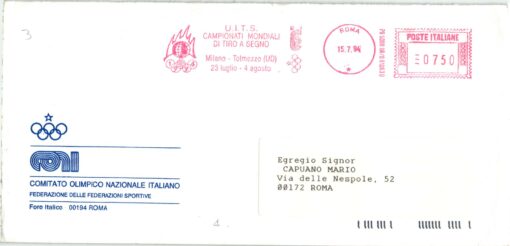 3
U.I.T.S.
CAMPIONATI MONDIALI
DI TIRO A SEGNO
Milano - Tolmezzo (UD)
23 luglio - 4 agosto
ROMA
15.7.94
POSTE ITALIANE
0750
CONI
COMITATO OLIMPICO NAZIONALE ITALIANO
FEDERAZIONE DELLE FEDERAZIONI SPORTIVE
Foro Italico 00194 ROMA
Egregio Signor
CAPUANO MARIO
Via delle Nespole, 52
00172 ROMA